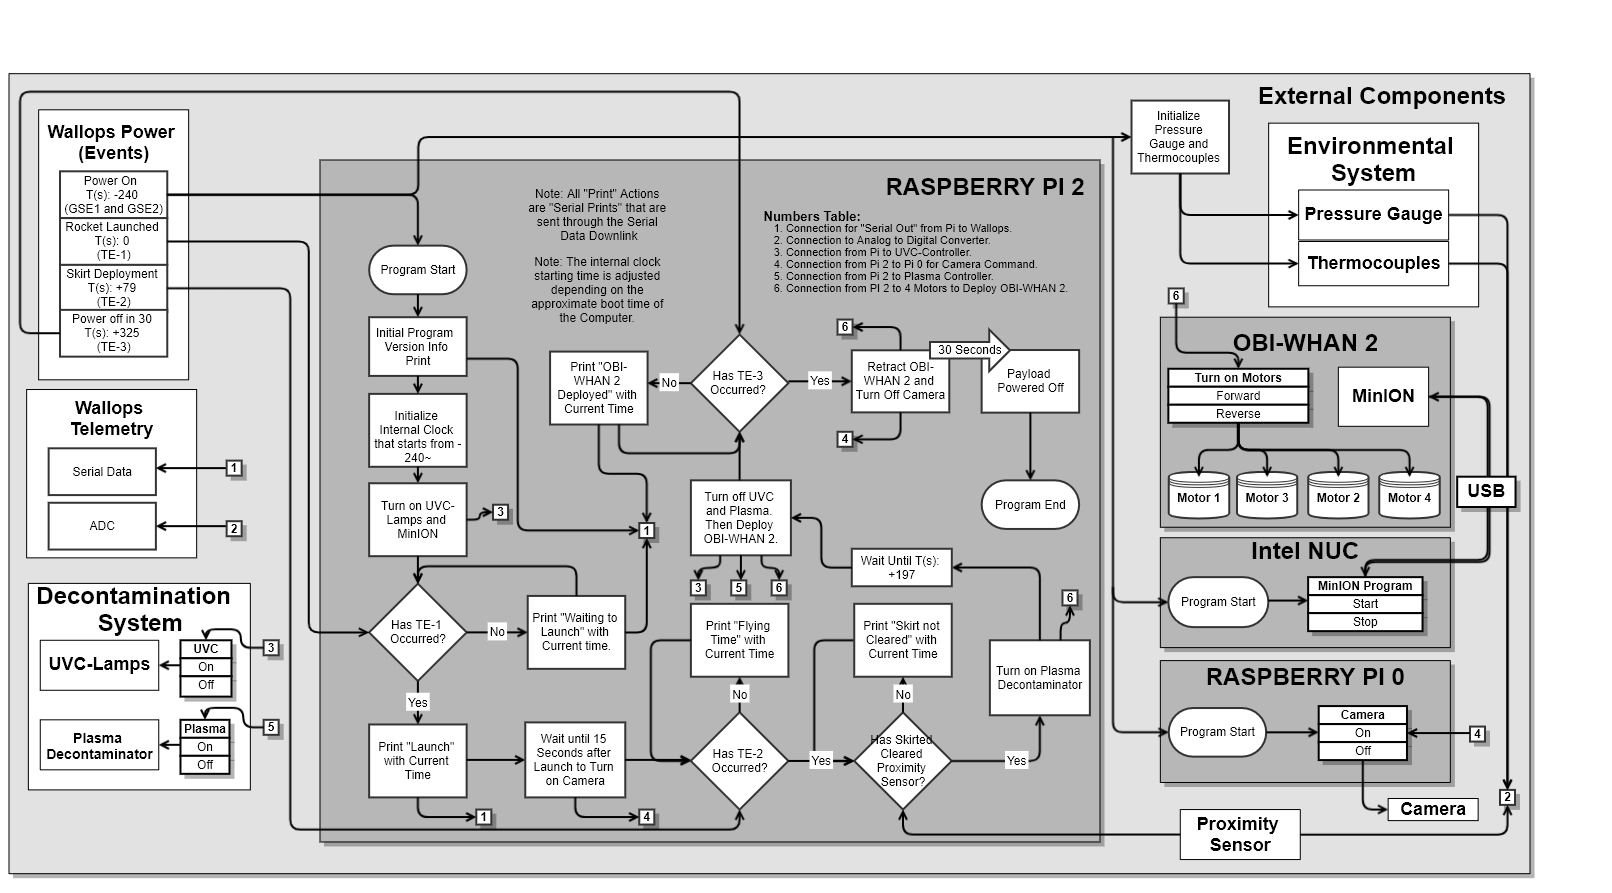 External Components
Wallops Power
(Events)
Power On
T(s): -240
(GSE1 and GSE2)
Rocket Launched
T(s): 0
(TE-1)
Skirt Deployment
T(s): +79
(TE-2)
Power off in 30
T(s): +325
(TE-3)
Wallops
Telemetry
Serial Data
1
ADC
2
Decontamination
System
UVC-Lamps
UVC
On
Off
3
Plasma
Decontaminator
Plasma
On
Off
5
RASPBERRY PI 2
Note: All "Print" Actions
are "Serial Prints" that are
sent through the Serial
Data Downlink
Note: The internal clock
starting time is adjusted
depending on the
approximate boot time of
the Computer.
Numbers Table:
1. Connection for "Serial Out" from Pi to Wallops.
2. Connection to Analog to Digital Converter.
3. Connection from Pi to UVC-Controller.
4. Connection from Pi 2 to Pi 0 for Camera Command.
5. Connection from Pi to Plasma Controller.
6. Connection from PI 2 to 4 Motors to Deploy OBI-WHAN 2.
Program Start
Initial Program
Version Info
Print
Initialize
Internal Clock
that starts from -
240~
Turn on UVC-
Lamps and
MinION
3
1
Has TE-1
Occurred?
No
Print "Waiting to
Launch" with
Current time.
Yes
Print "Launch"
with Current
Time
1
Wait until 15
Seconds after
Launch to Turn
on Camera
4
Has TE-2
Occurred?
No
Print "Flying
Time" with
Current Time
Yes
Has Skirted
Cleared
Proximity
Sensor?
No
Print "Skirt not
Cleared" with
Current Time
Yes
Turn on Plasma
Decontaminator
6
Wait Until T(s):
+197
Turn off UVC
and Plasma.
Then Deploy
OBI-WHAN 2.
3
5
6
Has TE-3
Occurred?
No
Print "OBI-
WHAN 2
Deployed" with
Current Time
Yes
Retract OBI-
WHAN 2 and
Turn Off Camera
6
4
30 Seconds
Payload
Powered Off
Program End
Initialize
Pressure
Gauge and
Thermocouples
Environmental
System
Pressure Gauge
Thermocouples
6
OBI-WHAN 2
Turn on Motors
Forward
Reverse
MinION
Motor 1
Motor 3
Motor 2
Motor 4
USB
Intel NUC
Program Start
MinION Program
Start
Stop
RASPBERRY PI 0
Program Start
Camera
On
Off
4
Camera
2
Proximity
Sensor